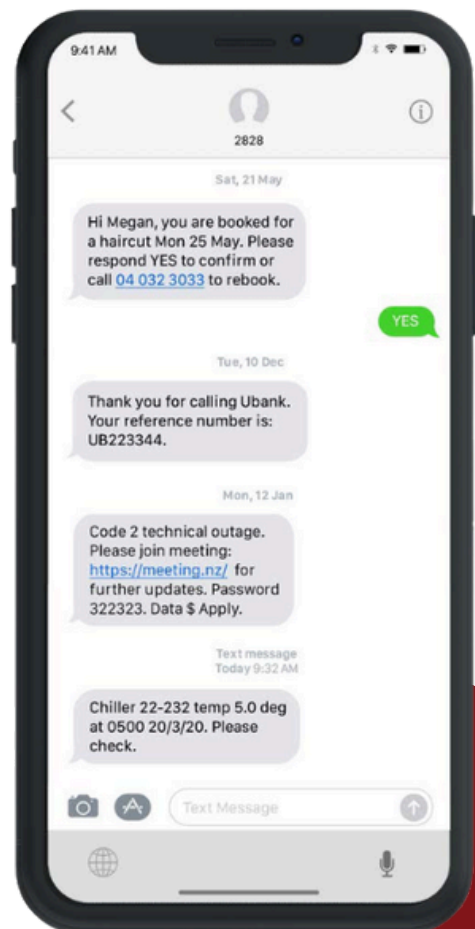 9:41 AM
2828
Sat, 21 May
Hi Megan, you are booked for
a haircut Mon 25 May. Please
respond YES to confirm or
call 04 032 3033 to rebook.
YES
Tue, 10 Dec
Thank you for calling Ubank.
Your reference number is:
UB223344.
Mon, 12 Jan
Code 2 technical outage.
Please join meeting:
https://meeting.nz/ for
further updates. Password
322323. Data $ Apply.
Text message
Today 9:32 AM
Chiller 22-232 temp 5.0 deg
at 0500 20/3/20. Please
check.
Text Message